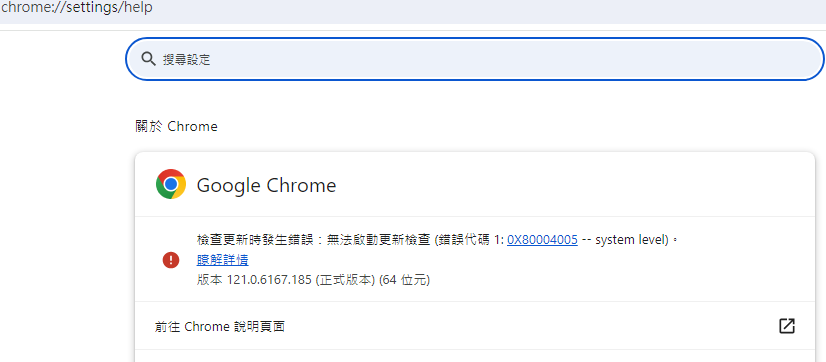 chrome://settings/help
搜尋設定
關於 Chrome
Google Chrome
檢查更新時發生錯誤：無法啟動更新檢查 (錯誤代碼 1: 0X80004005 -- system level)。
瞭解詳情
版本 121.0.6167.185 (正式版本) (64 位元)
前往 Chrome 說明頁面